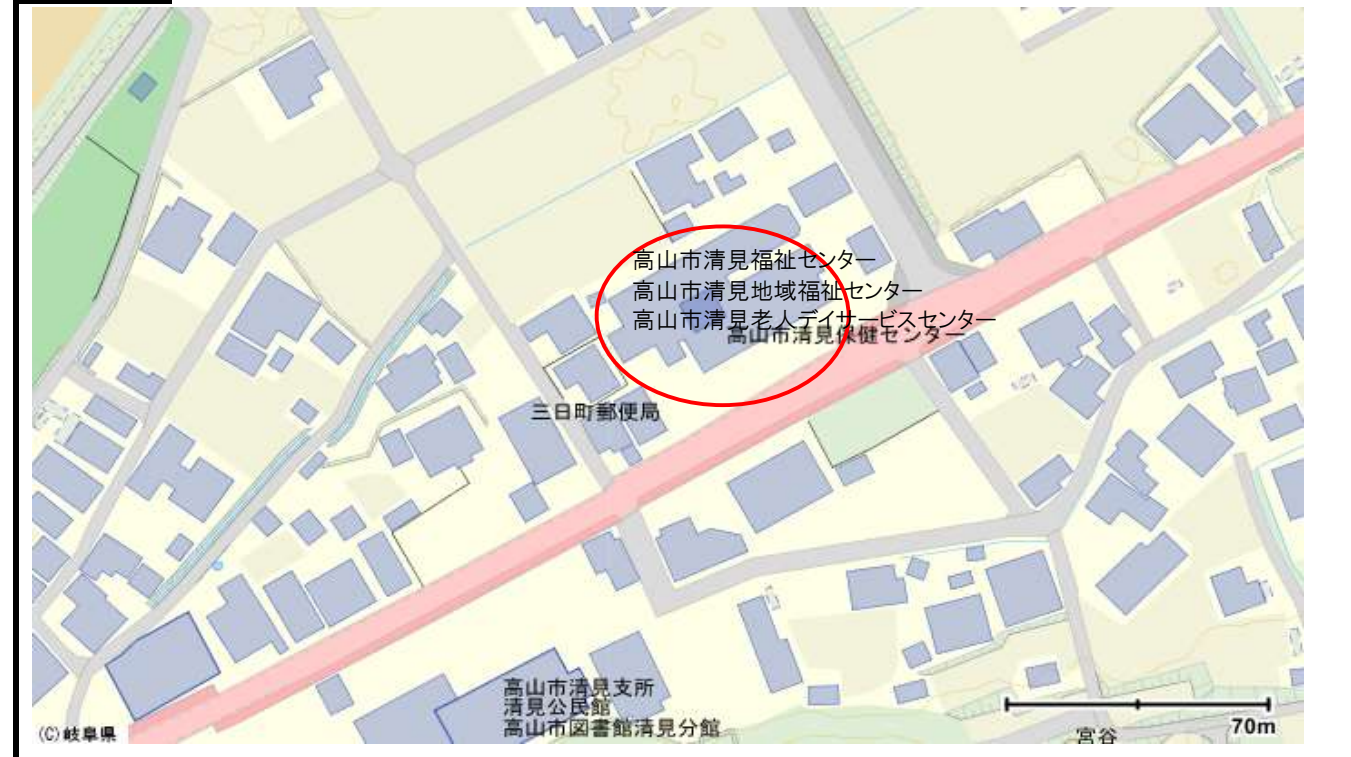 高山市清見福祉センター
高山市清見地域福祉センター
高山市清見老人デイサービスセンター
高山市清見保健センター
三日町郵便局
高山市清見支所
清見公民館
高山市図書館清見分館
宮谷
70m
(C)岐阜県